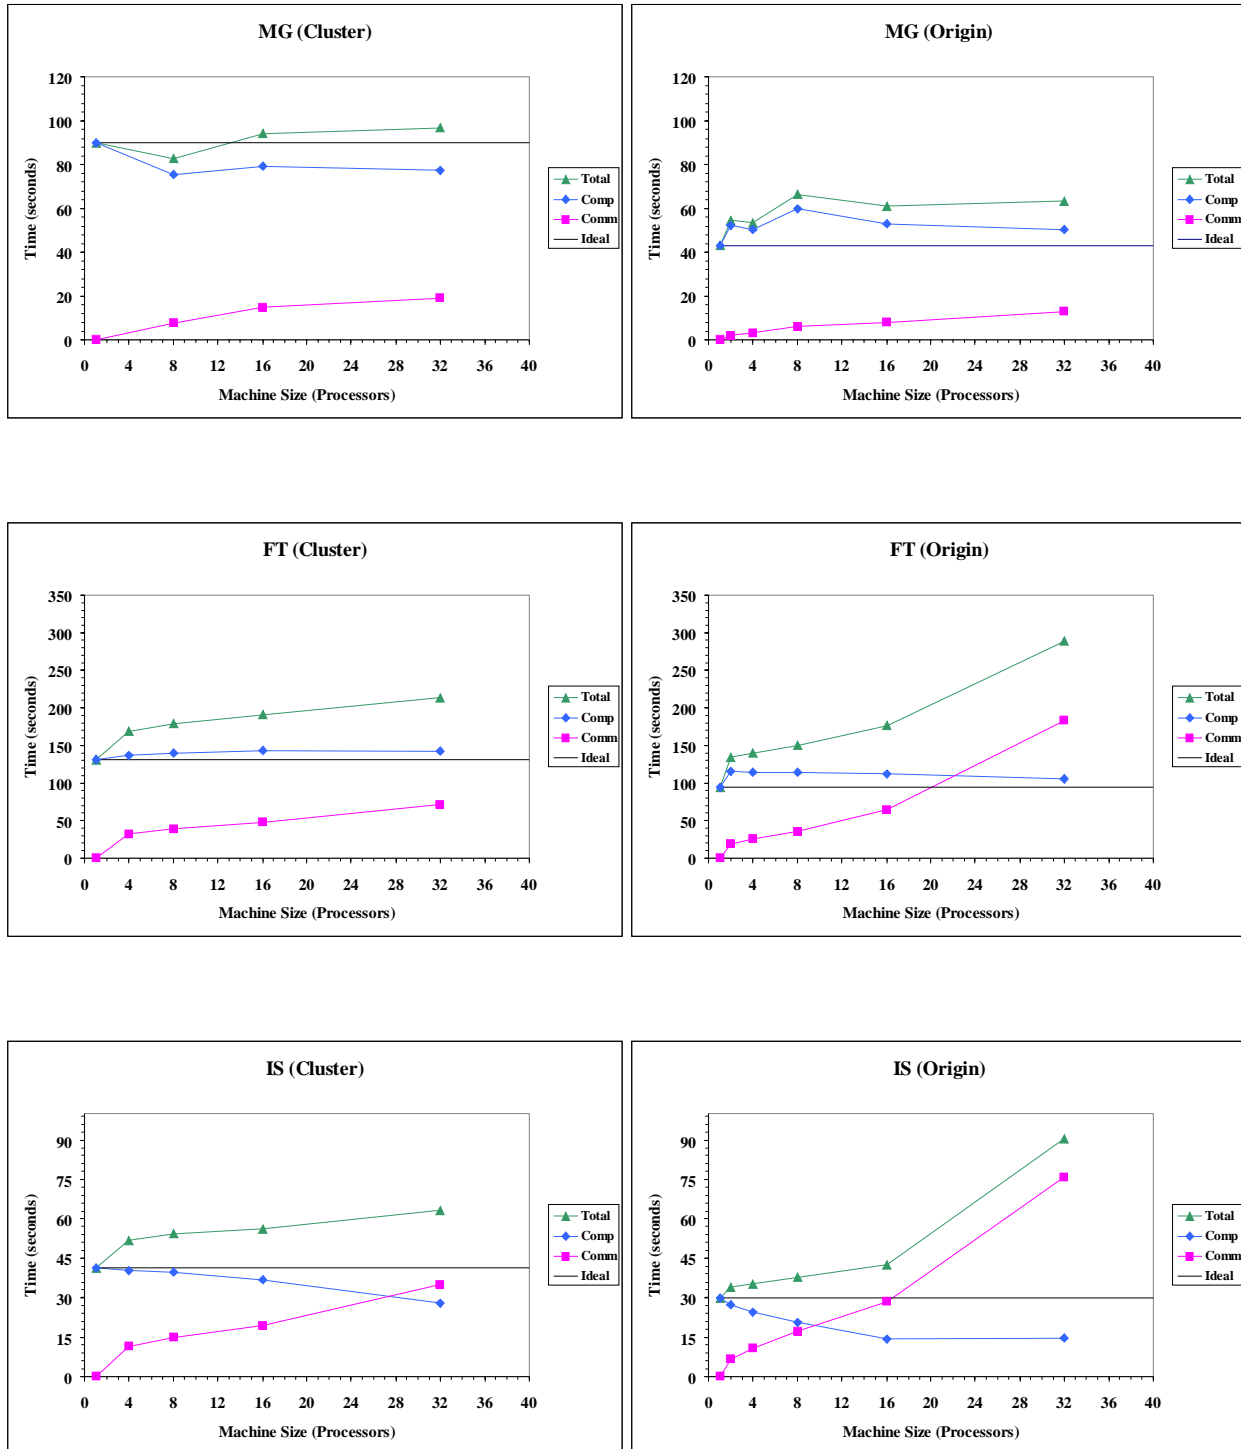 MG (Cluster)
120
100
80
60
40
20
0
0 4 8 12 16 20 24 28 32 36 40
Time (seconds)
Machine Size (Processors)
Total
Comp
Comm
Ideal
MG (Origin)
120
100
80
60
40
20
0
0 4 8 12 16 20 24 28 32 36 40
Time (seconds)
Machine Size (Processors)
Total
Comp
Comm
Ideal
FT (Cluster)
350
300
250
200
150
100
50
0
0 4 8 12 16 20 24 28 32 36 40
Time (seconds)
Machine Size (Processors)
Total
Comp
Comm
Ideal
FT (Origin)
350
300
250
200
150
100
50
0
0 4 8 12 16 20 24 28 32 36 40
Time (seconds)
Machine Size (Processors)
Total
Comp
Comm
Ideal
IS (Cluster)
90
75
60
45
30
15
0
0 4 8 12 16 20 24 28 32 36 40
Time (seconds)
Machine Size (Processors)
Total
Comp
Comm
Ideal
IS (Origin)
90
75
60
45
30
15
0
0 4 8 12 16 20 24 28 32 36 40
Time (seconds)
Machine Size (Processors)
Total
Comp
Comm
Ideal